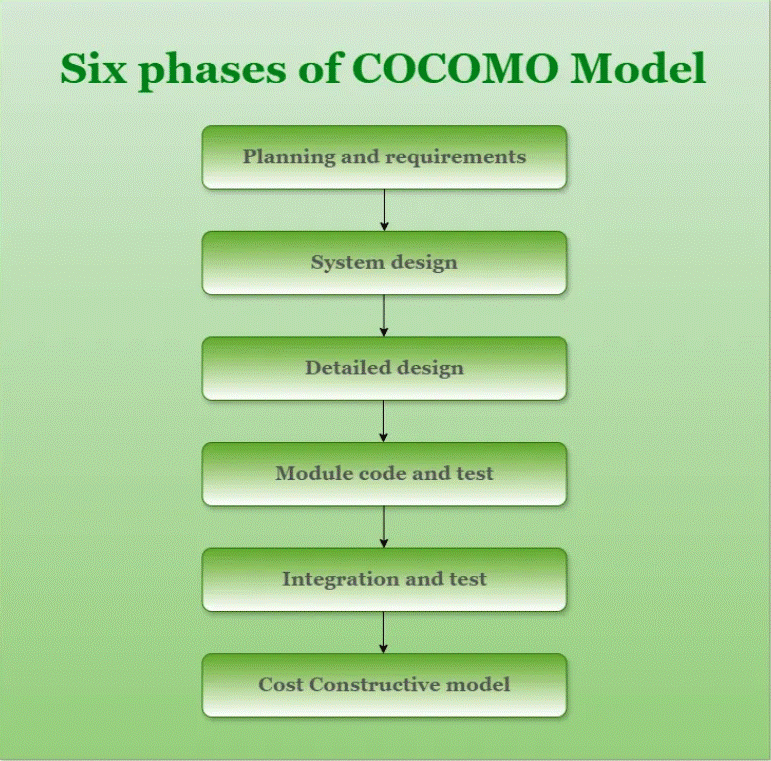 Six phases of COCOMO Model
Planning and requirements
System design
Detailed design
Module code and test
Integration and test
Cost Constructive model